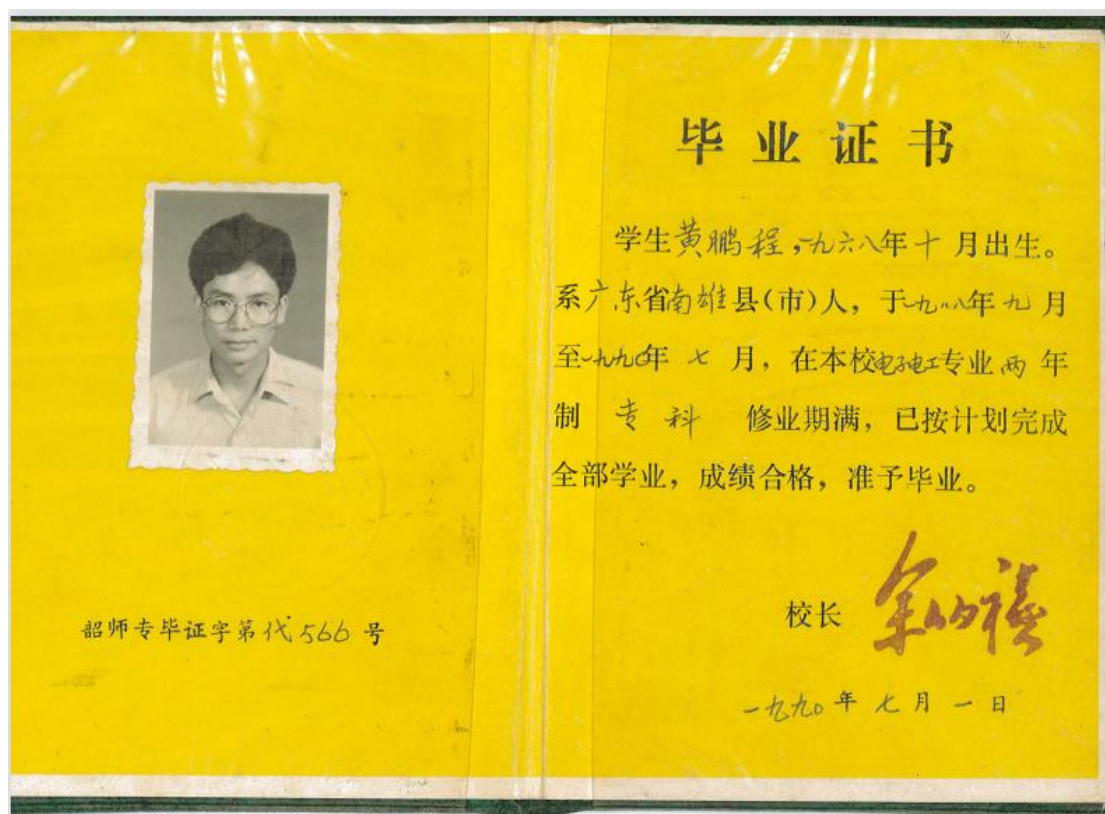 韶师专毕证字第代566号
毕业证书
学生黄鹏程,一九六八年十月出生。
系广东省南雄县(市)人，于一九八八年九月
至一九九〇年七月，在本校电子电工专业两年
制专科修业期满，已按计划完成
全部学业，成绩合格，准予毕业。
校长
一九九〇年七月一日